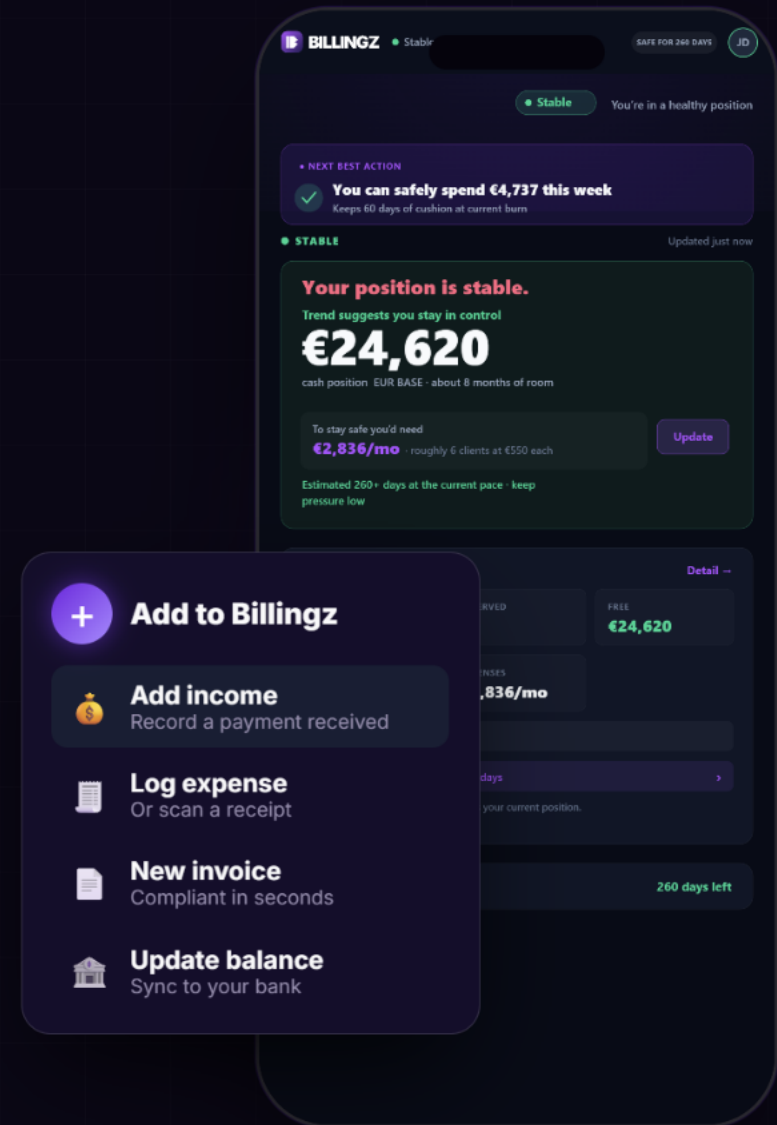 BILLINGZ
Stable
SAFE FOR 260 DAYS
JD
Stable
You're in a healthy position
NEXT BEST ACTION
You can safely spend €4,737 this week
Keeps 60 days of cushion at current burn
STABLE
Updated just now
Your position is stable.
Trend suggests you stay in control
€24,620
cash position EUR BASE · about 8 months of room
To stay safe you'd need
€2,836/mo · roughly 6 clients at €550 each
Update
Estimated 260+ days at the current pace · keep
pressure low
Detail →
FREE
€24,620
,836/mo
days
›
your current position.
260 days left
+
Add to Billingz
Add income
Record a payment received
Log expense
Or scan a receipt
New invoice
Compliant in seconds
Update balance
Sync to your bank